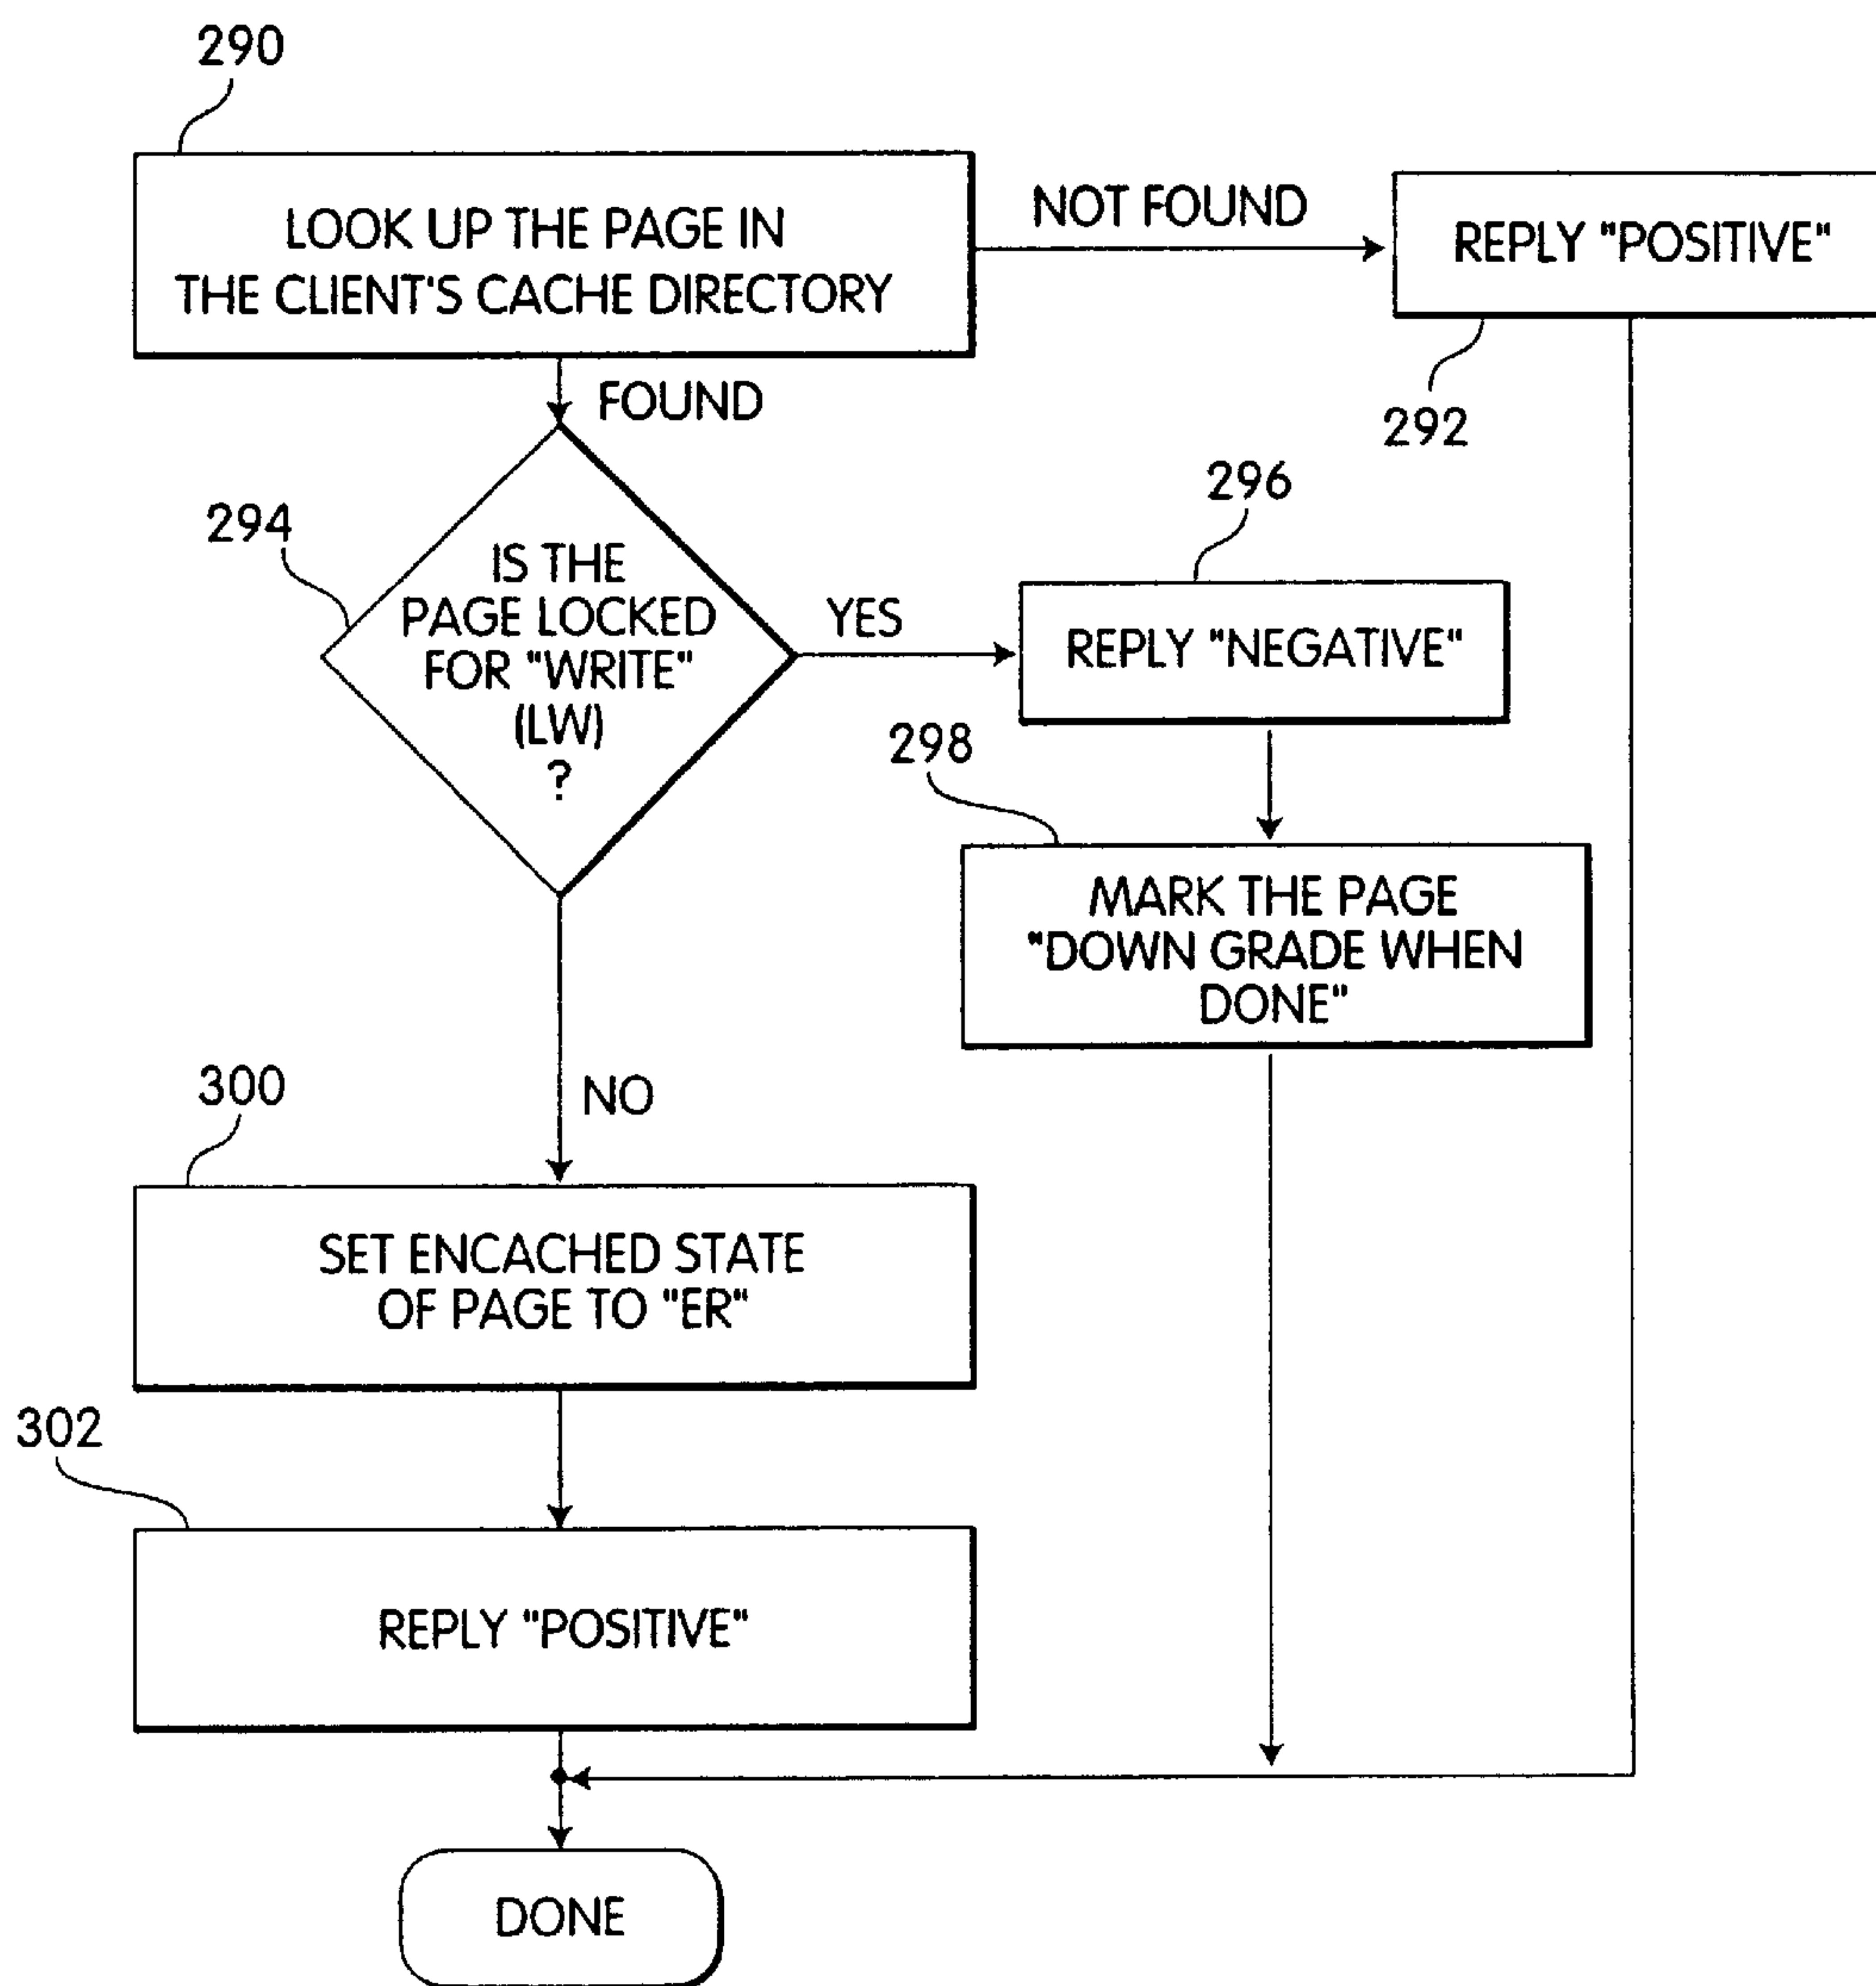 290
LOOK UP THE PAGE IN
THE CLIENT'S CACHE DIRECTORY
NOT FOUND
REPLY "POSITIVE"
292
FOUND
294
IS THE
PAGE LOCKED
FOR "WRITE"
(LW)
?
YES
296
REPLY "NEGATIVE"
298
MARK THE PAGE
"DOWN GRADE WHEN
DONE"
NO
300
SET ENCACHED STATE
OF PAGE TO "ER"
302
REPLY "POSITIVE"
DONE